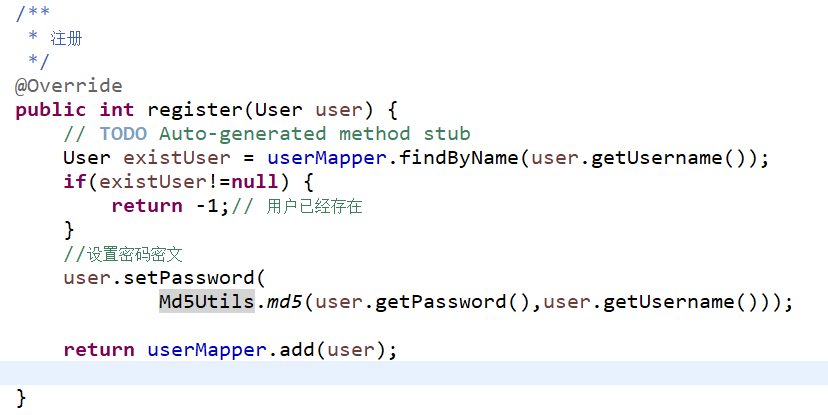 /**
 * 注册
 */
@Override
public int register(User user) {
    // TODO Auto-generated method stub
    User existUser = userMapper.findByName(user.getUsername());
    if(existUser!=null) {
        return -1;// 用户已经存在
    }
    //设置密码密文
    user.setPassword(
            Md5Utils.md5(user.getPassword(),user.getUsername()));
    return userMapper.add(user);
}